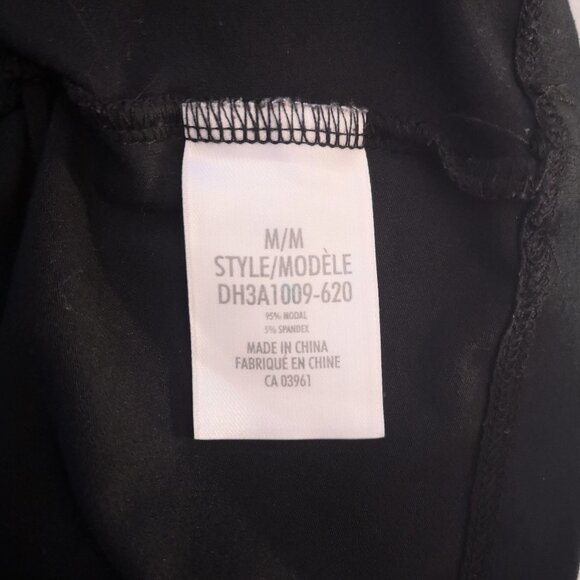 M/M
STYLE/MODÈLE
DH3A1009-620
95% MODAL
5% SPANDEX
MADE IN CHINA
FABRIQUÉ EN CHINE
CA 03961